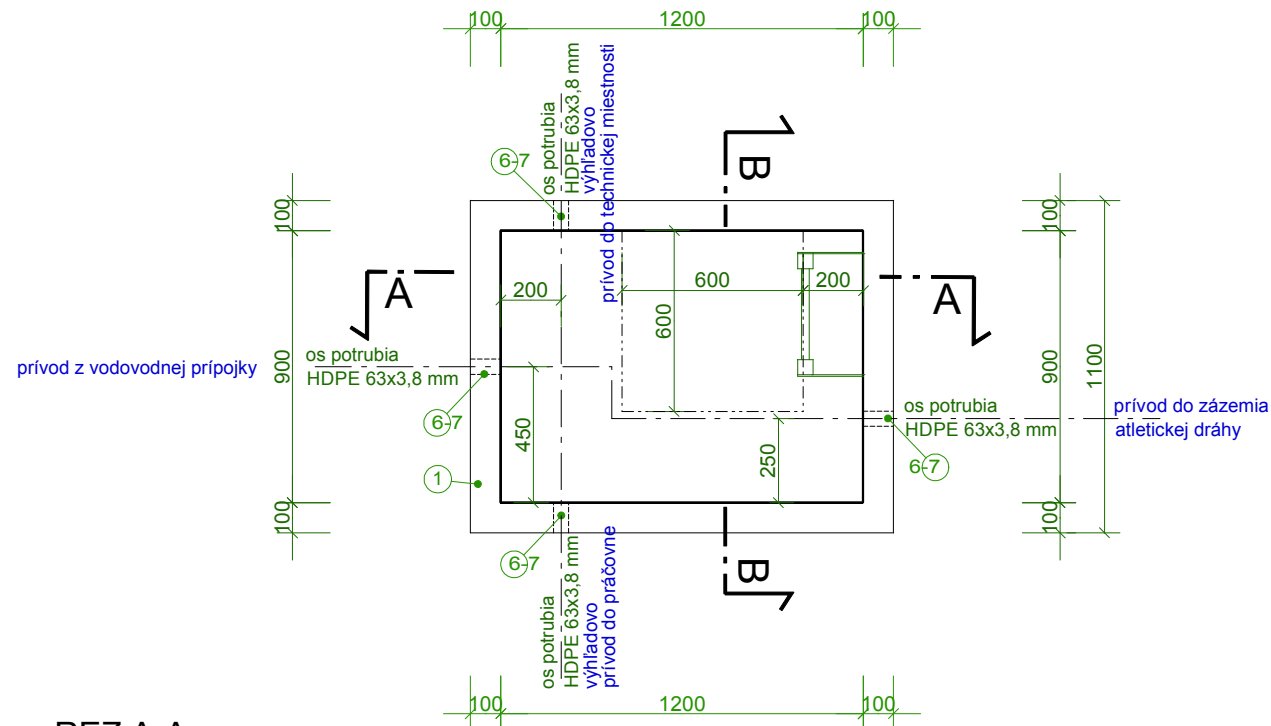 100
1200
100
os potrubia
HDPE 63x3,8 mm
výhľadovo
prívod do technickej miestnosti
6-7
B
100
100
A
200
600
200
A
600
900
900
1100
prívod z vodovodnej prípojky
os potrubia
HDPE 63x3,8 mm
6-7
450
250
os potrubia
HDPE 63x3,8 mm
6-7
prívod do zázemia
atletickej dráhy
1
100
100
6-7
B
os potrubia
HDPE 63x3,8 mm
výhľadovo
prívod do práčovne
100
1200
100